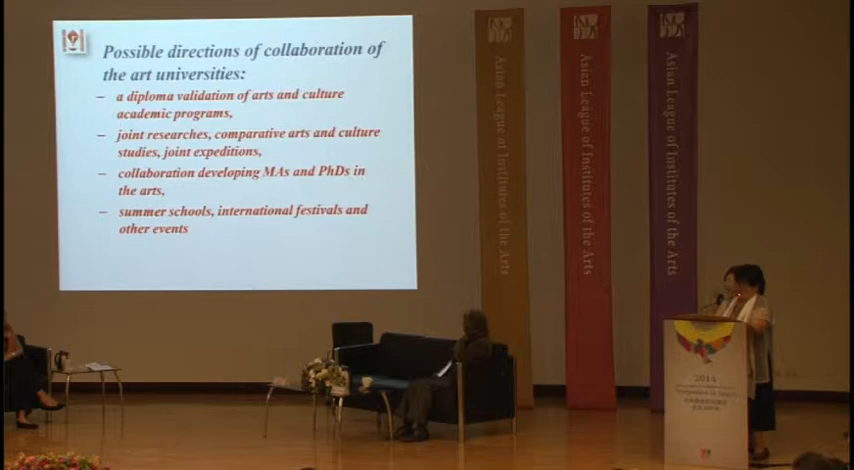 Possible directions of collaboration of
the art universities:
– a diploma validation of arts and culture
academic programs,
– joint researches, comparative arts and culture
studies, joint expeditions,
– collaboration developing MAs and PhDs in
the arts,
– summer schools, international festivals and
other events
Asian League of Institutes of the Arts
Asian League of Institutes of the Arts
Asian League of Institutes of the Arts
2014